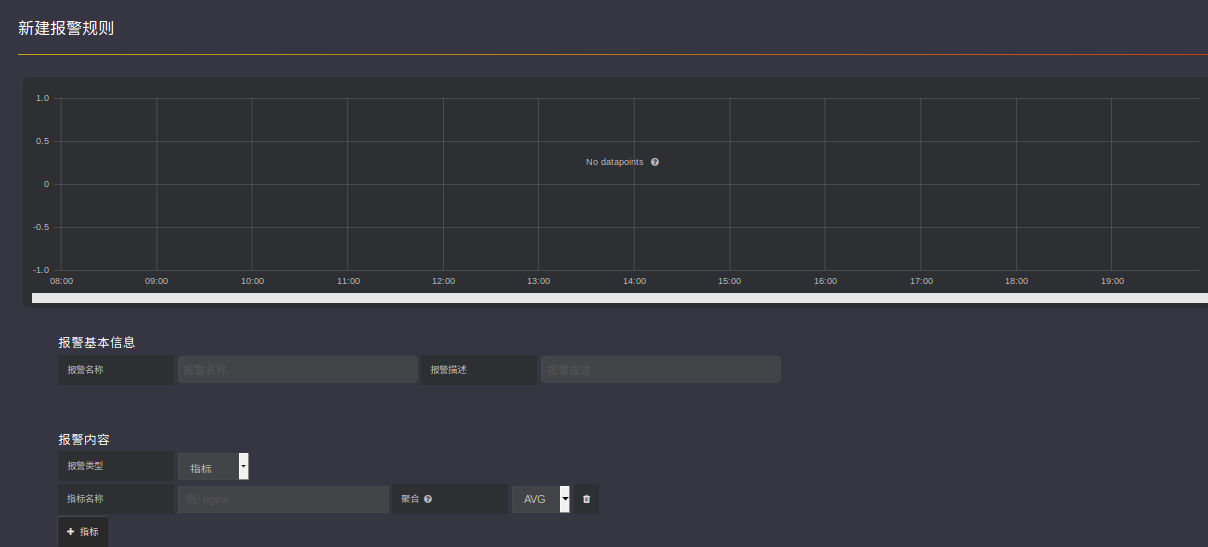 新建报警规则
1.0
0.5
No datapoints
0
-0.5
-1.0
08:00 09:00 10:00 11:00 12:00 13:00 14:00 15:00 16:00 17:00 18:00 19:00
报警基本信息
报警名称 报警名称 报警描述 报警描述
报警内容
报警类型 指标
指标名称 例: nginx 聚合 AVG
+ 指标